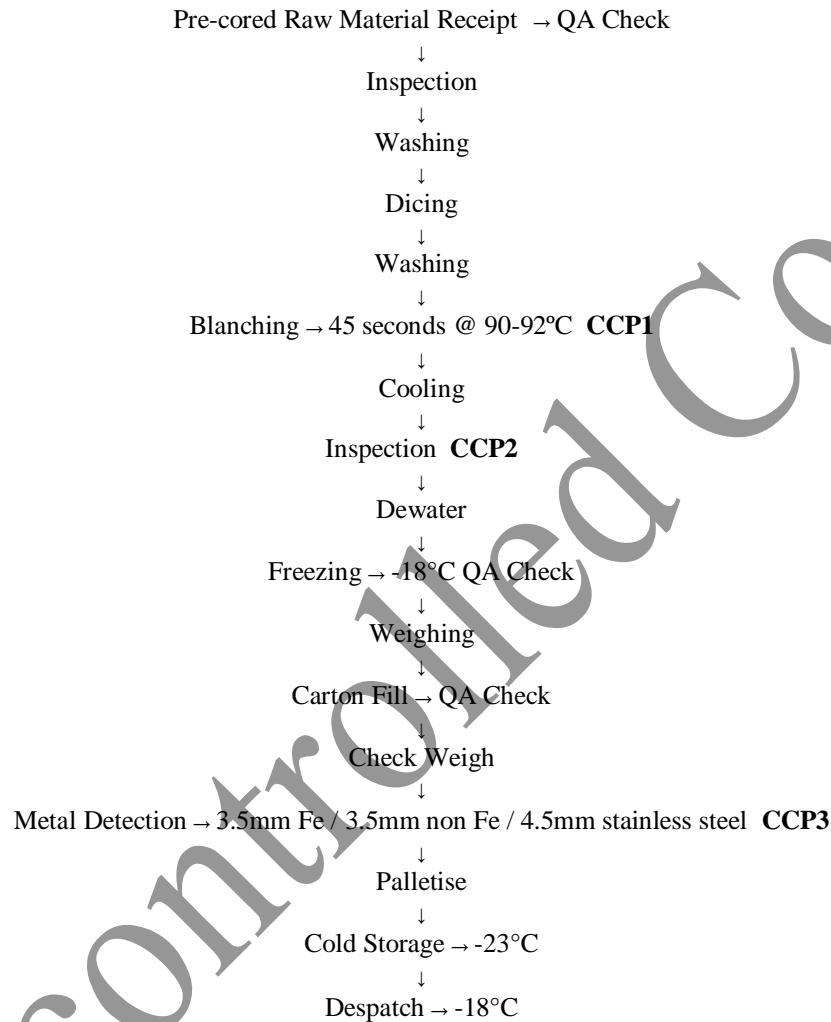 Pre-cored Raw Material Receipt → QA Check
↓
Inspection
↓
Washing
↓
Dicing
↓
Washing
↓
Blanching → 45 seconds @ 90-92ºC CCP1
↓
Cooling
↓
Inspection CCP2
↓
Dewater
↓
Freezing → -18°C QA Check
↓
Weighing
↓
Carton Fill → QA Check
↓
Check Weigh
↓
Metal Detection → 3.5mm Fe / 3.5mm non Fe / 4.5mm stainless steel CCP3
↓
Palletise
↓
Cold Storage → -23°C
↓
Despatch → -18°C
controlled Co